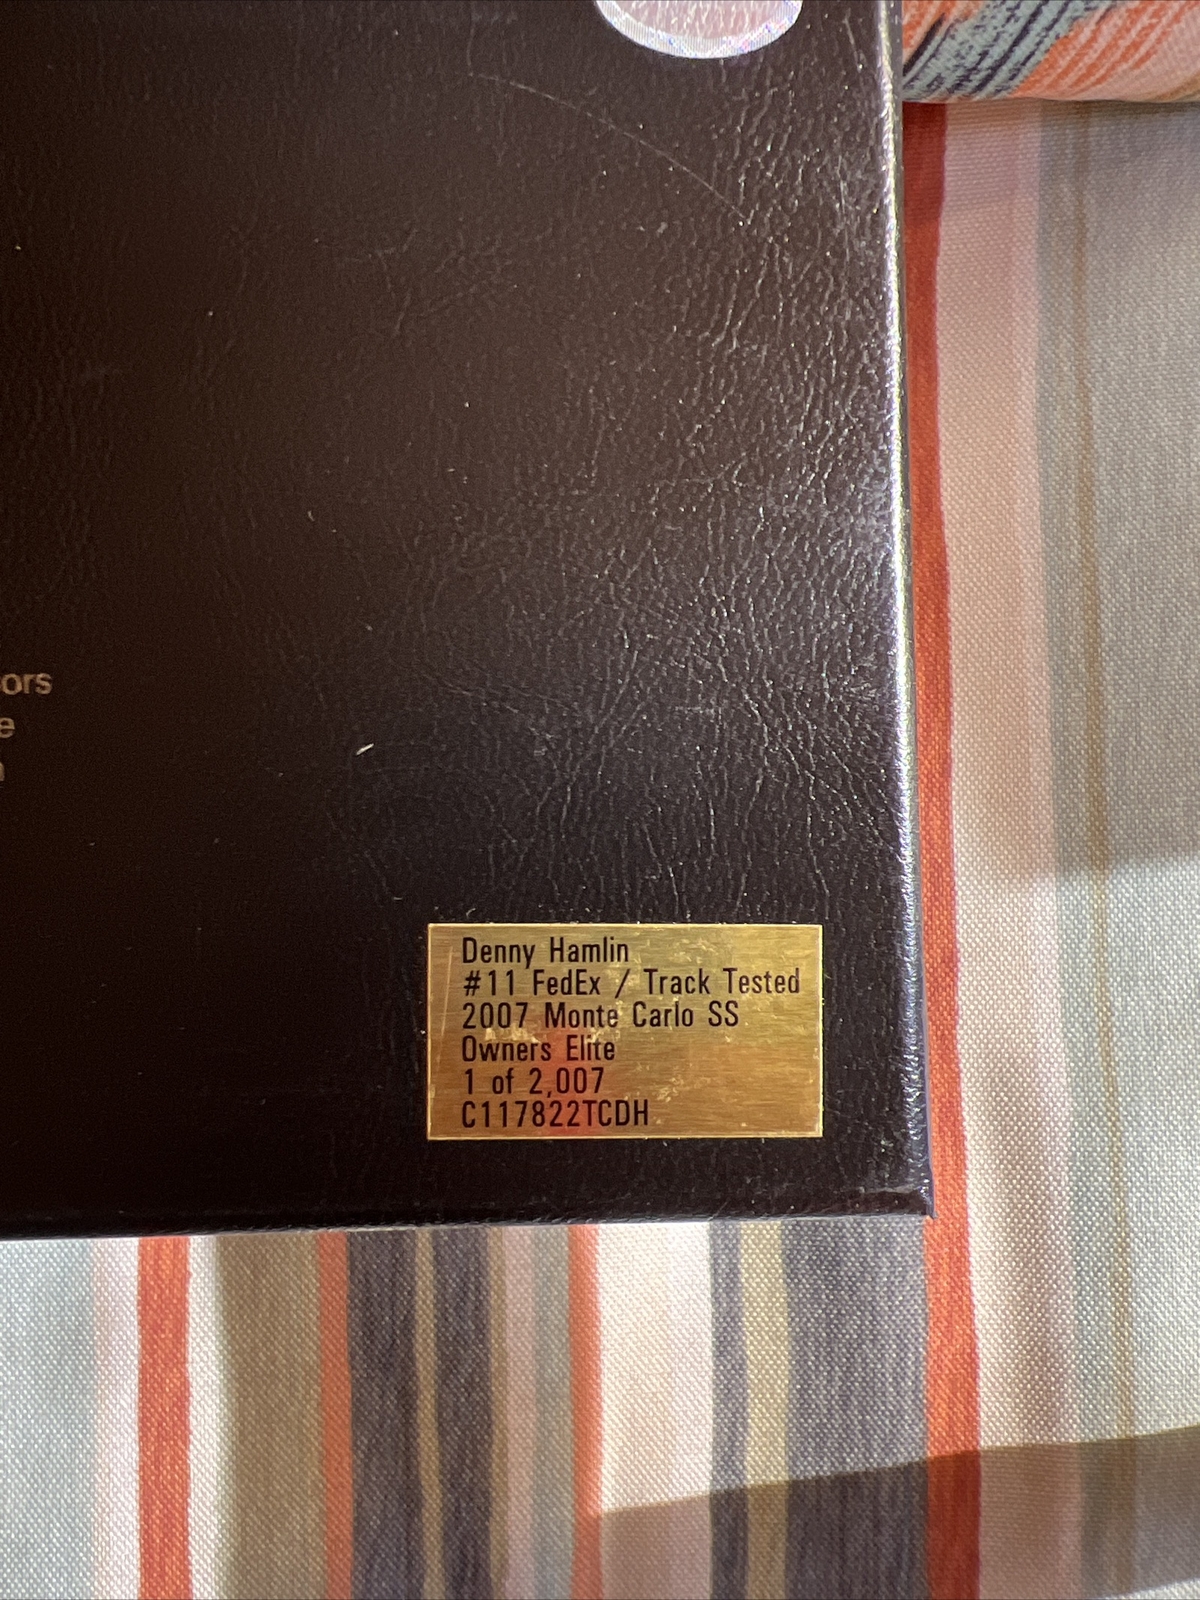 Denny Hamlin
#11 FedEx / Track Tested
2007 Monte Carlo SS
Owners Elite
1 of 2,007
C117822TCDH